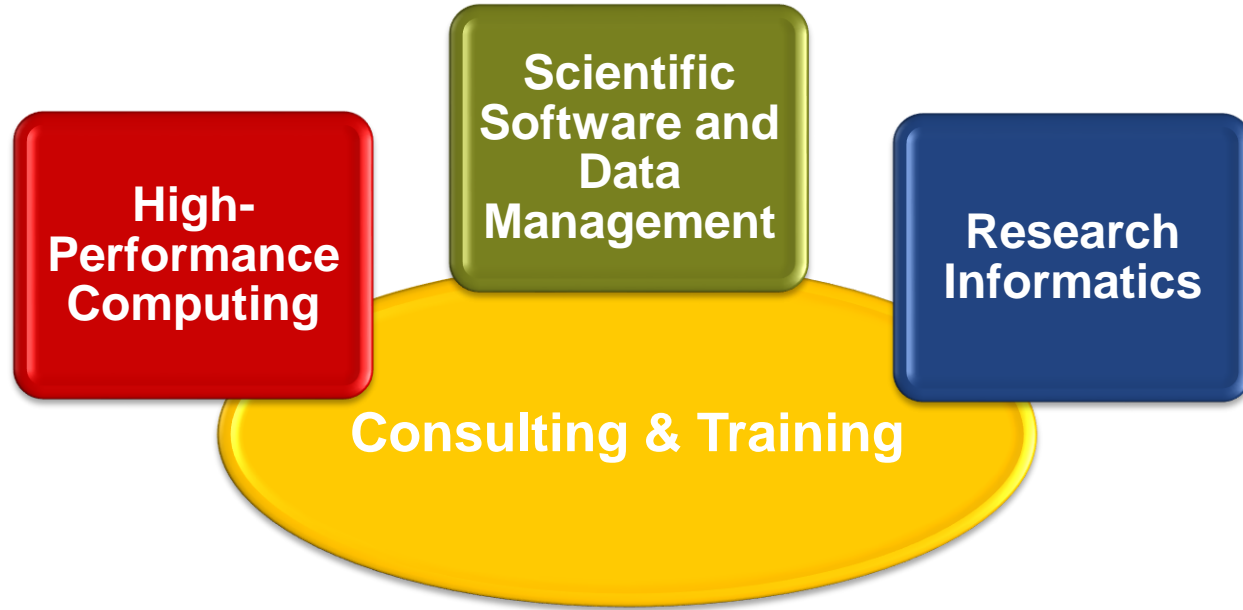 High-
Performance
Computing
Scientific
Software and
Data
Management
Research
Informatics
Consulting & Training